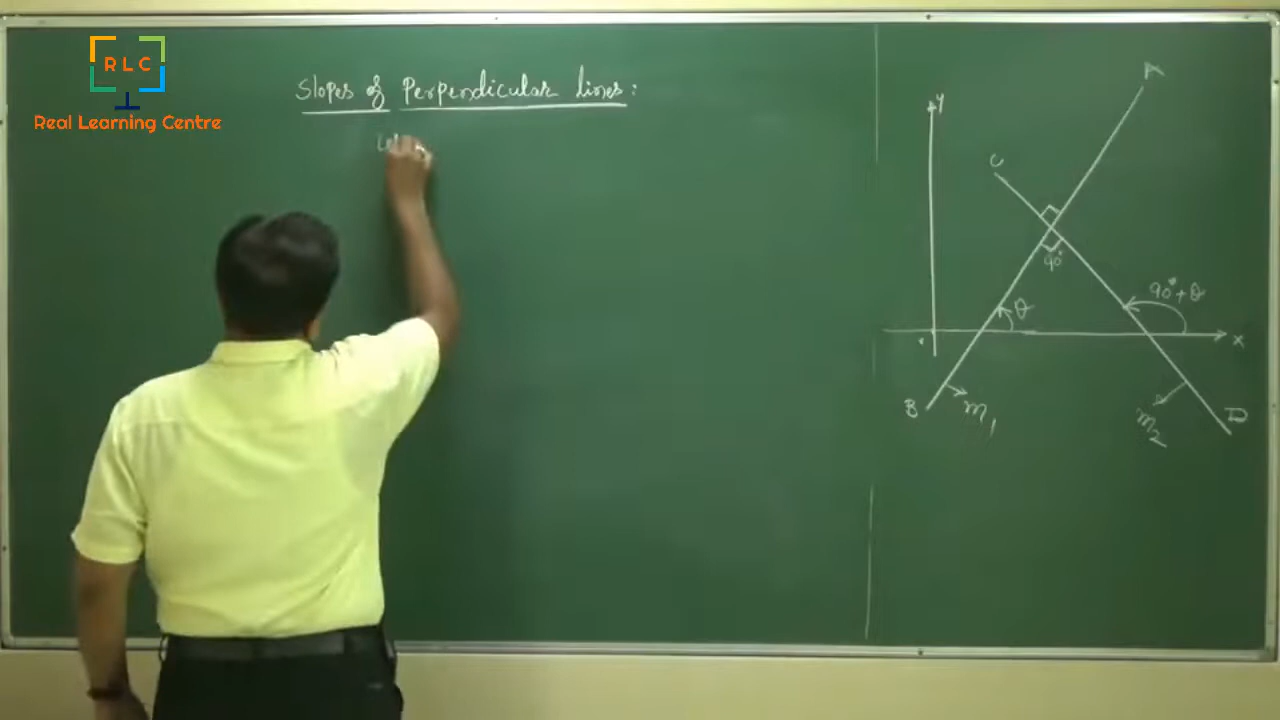 RLC
Real Learning Centre
Slopes of Perpendicular lines:
A
y
C
90°
90°+θ
θ
x
B
m1
m2
D